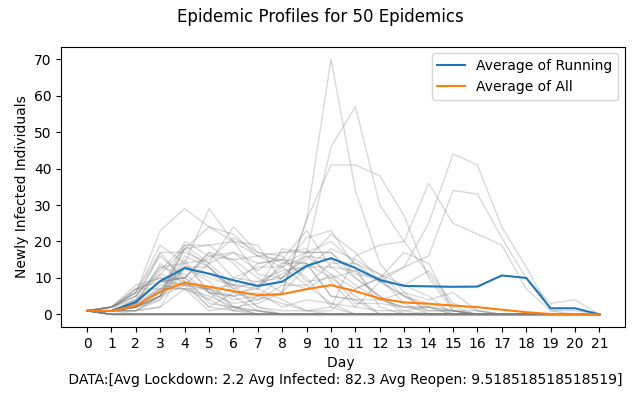 Epidemic Profiles for 50 Epidemics
Newly Infected Individuals
70
60
50
40
30
20
10
0
Average of Running
Average of All
0 1 2 3 4 5 6 7 8 9 10 11 12 13 14 15 16 17 18 19 20 21
Day
DATA:[Avg Lockdown: 2.2 Avg Infected: 82.3 Avg Reopen: 9.518518518518519]